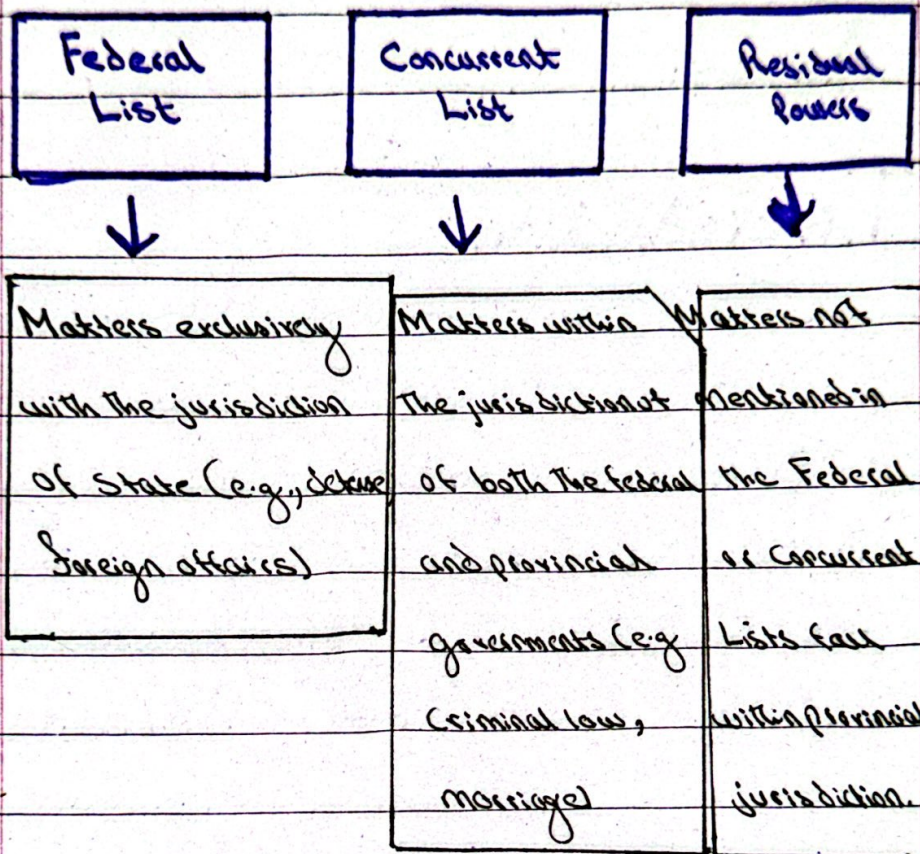 Federal
List
Concurrent
List
Residual
Powers
Matters exclusively
with the jurisdiction
of State (e.g., defense
foreign affairs)
Matters within
the jurisdiction of
of both the federal
and provincial
governments (e.g
Criminal law,
marriage)
Matters not
mentioned in
the Federal
or Concurrent
Lists fall
within provincial
jurisdiction.